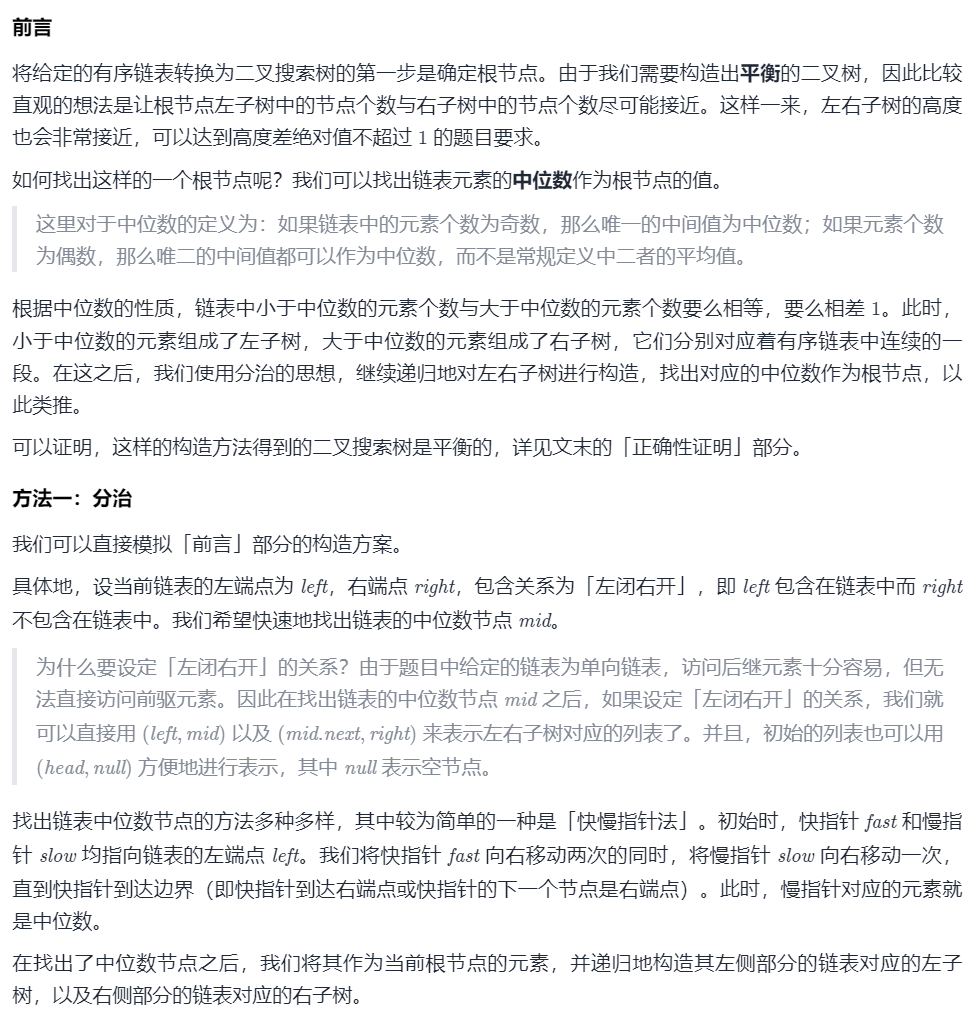 前言
将给定的有序链表转换为二叉搜索树的第一步是确定根节点。由于我们需要构造出平衡的二叉树，因此比较
直观的想法是让根节点左子树中的节点个数与右子树中的节点个数尽可能接近。这样一来，左右子树的高度
也会非常接近，可以达到高度差绝对值不超过 1 的题目要求。
如何找出这样的一个根节点呢？我们可以找出链表元素的中位数作为根节点的值。
这里对于中位数的定义为：如果链表中的元素个数为奇数，那么唯一的中间值为中位数；如果元素个数
为偶数，那么唯二的中间值都可以作为中位数，而不是常规定义中二者的平均值。
根据中位数的性质，链表中小于中位数的元素个数与大于中位数的元素个数要么相等，要么相差 1。此时，
小于中位数的元素组成了左子树，大于中位数的元素组成了右子树，它们分别对应着有序链表中连续的一
段。在这之后，我们使用分治的思想，继续递归地对左右子树进行构造，找出对应的中位数作为根节点，以
此类推。
可以证明，这样的构造方法得到的二叉搜索树是平衡的，详见文末的「正确性证明」部分。
方法一：分治
我们可以直接模拟「前言」部分的构造方案。
具体地，设当前链表的左端点为 left，右端点 right，包含关系为「左闭右开」，即 left 包含在链表中而 right
不包含在链表中。我们希望快速地找出链表的中位数节点 mid。
为什么要设定「左闭右开」的关系？由于题目中给定的链表为单向链表，访问后继元素十分容易，但无
法直接访问前驱元素。因此在找出链表的中位数节点 mid 之后，如果设定「左闭右开」的关系，我们就
可以直接用 (left, mid) 以及 (mid.next, right) 来表示左右子树对应的列表了。并且，初始的列表也可以用
(head, null) 方便地进行表示，其中 null 表示空节点。
找出链表中位数节点的方法多种多样，其中较为简单的一种是「快慢指针法」。初始时，快指针 fast 和慢指
针 slow 均指向链表的左端点 left。我们将快指针 fast 向右移动两次的同时，将慢指针 slow 向右移动一次，
直到快指针到达边界（即快指针到达右端点或快指针的下一个节点是右端点）。此时，慢指针对应的元素就
是中位数。
在找出了中位数节点之后，我们将其作为当前根节点的元素，并递归地构造其左侧部分的链表对应的左子
树，以及右侧部分的链表对应的右子树。